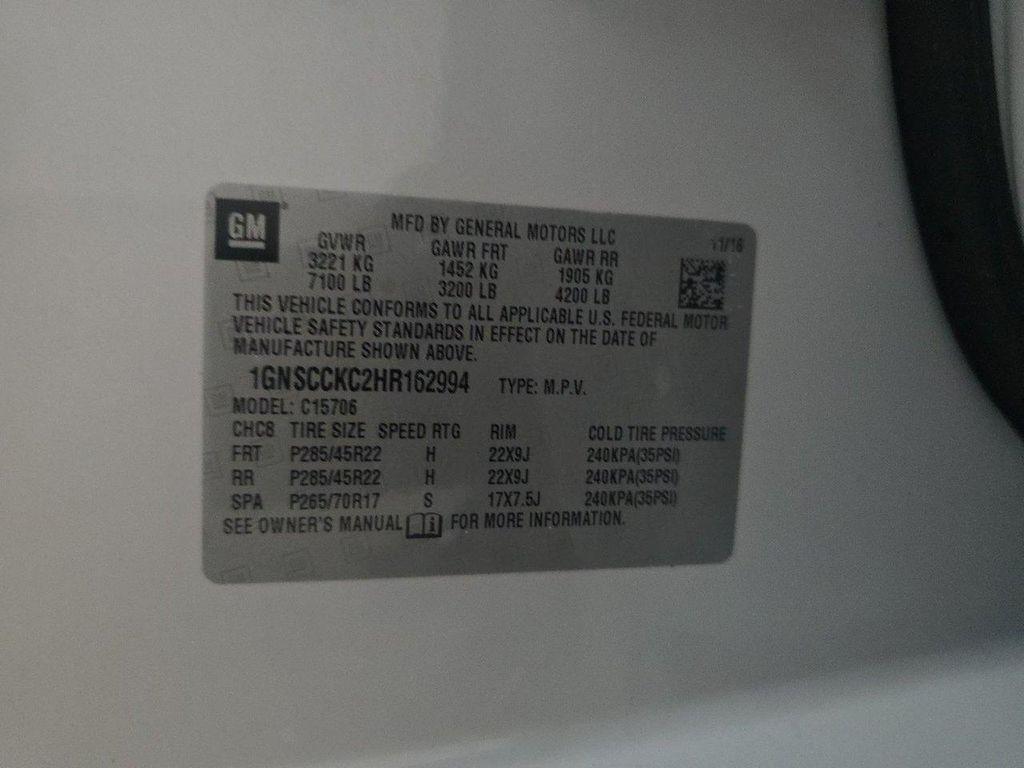 GM
MFD BY GENERAL MOTORS LLC
11/16
GVWR GAWR FRT GAWR RR
3221 KG 1452 KG 1905 KG
7100 LB 3200 LB 4200 LB
THIS VEHICLE CONFORMS TO ALL APPLICABLE U.S. FEDERAL MOTOR
VEHICLE SAFETY STANDARDS IN EFFECT ON THE DATE OF
MANUFACTURE SHOWN ABOVE.
1GNSCCKC2HR162994 TYPE: M.P.V.
MODEL: C15706
CHC8 TIRE SIZE SPEED RTG RIM COLD TIRE PRESSURE
FRT P285/45R22 H 22X9J 240KPA(35PSI)
RR P285/45R22 H 22X9J 240KPA(35PSI)
SPA P265/70R17 S 17X7.5J 240KPA(35PSI)
SEE OWNER'S MANUAL FOR MORE INFORMATION.